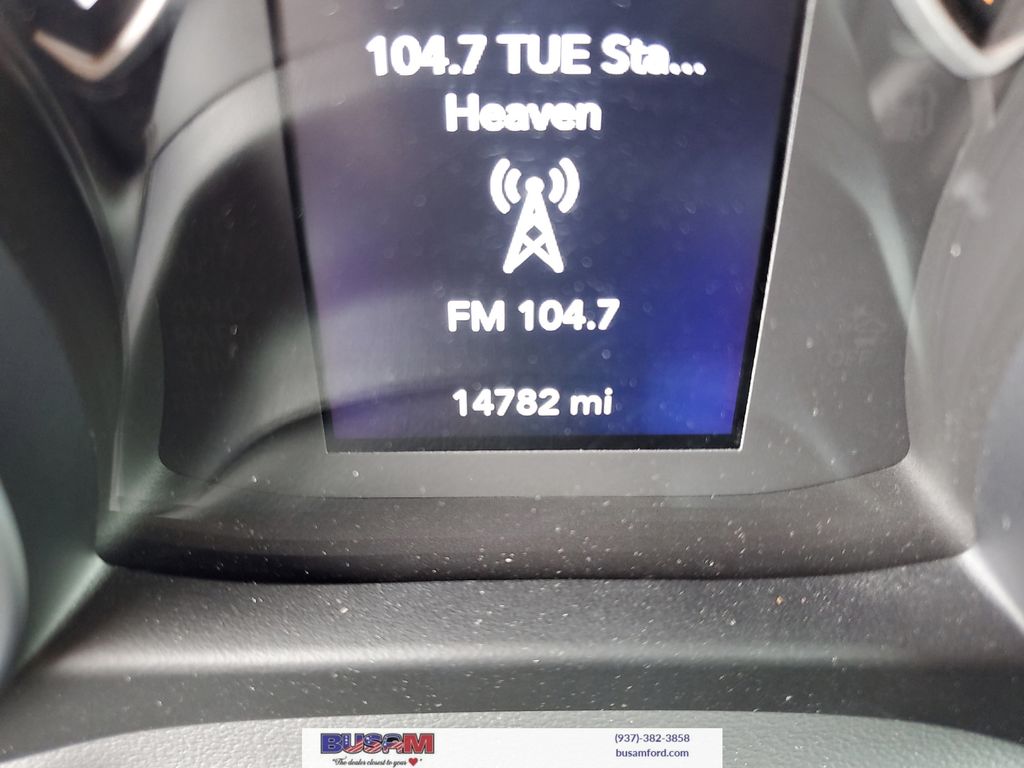 104.7 TUE Sta...
Heaven
FM 104.7
14782 mi
BUSAM
"The dealer closest to your ❤"
(937)-382-3858
busamford.com